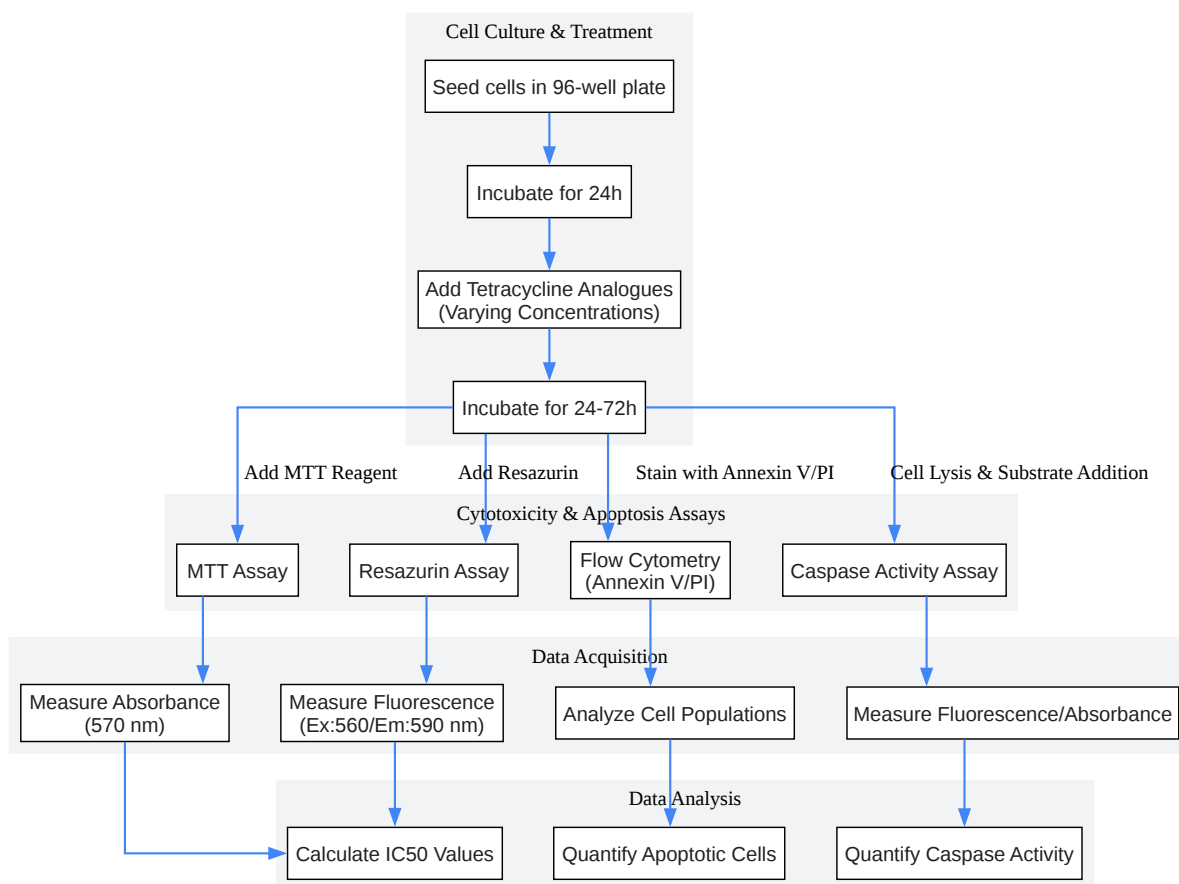 Cell Culture & Treatment
Seed cells in 96-well plate
Incubate for 24h
Add Tetracycline Analogues
(Varying Concentrations)
Incubate for 24-72h
Add MTT Reagent
Add Resazurin
Stain with Annexin V/PI
Cell Lysis & Substrate Addition
Cytotoxicity & Apoptosis Assays
MTT Assay
Resazurin Assay
Flow Cytometry
(Annexin V/PI)
Caspase Activity Assay
Data Acquisition
Measure Absorbance
(570 nm)
Measure Fluorescence
(Ex:560/Em:590 nm)
Analyze Cell Populations
Measure Fluorescence/Absorbance
Data Analysis
Calculate IC50 Values
Quantify Apoptotic Cells
Quantify Caspase Activity